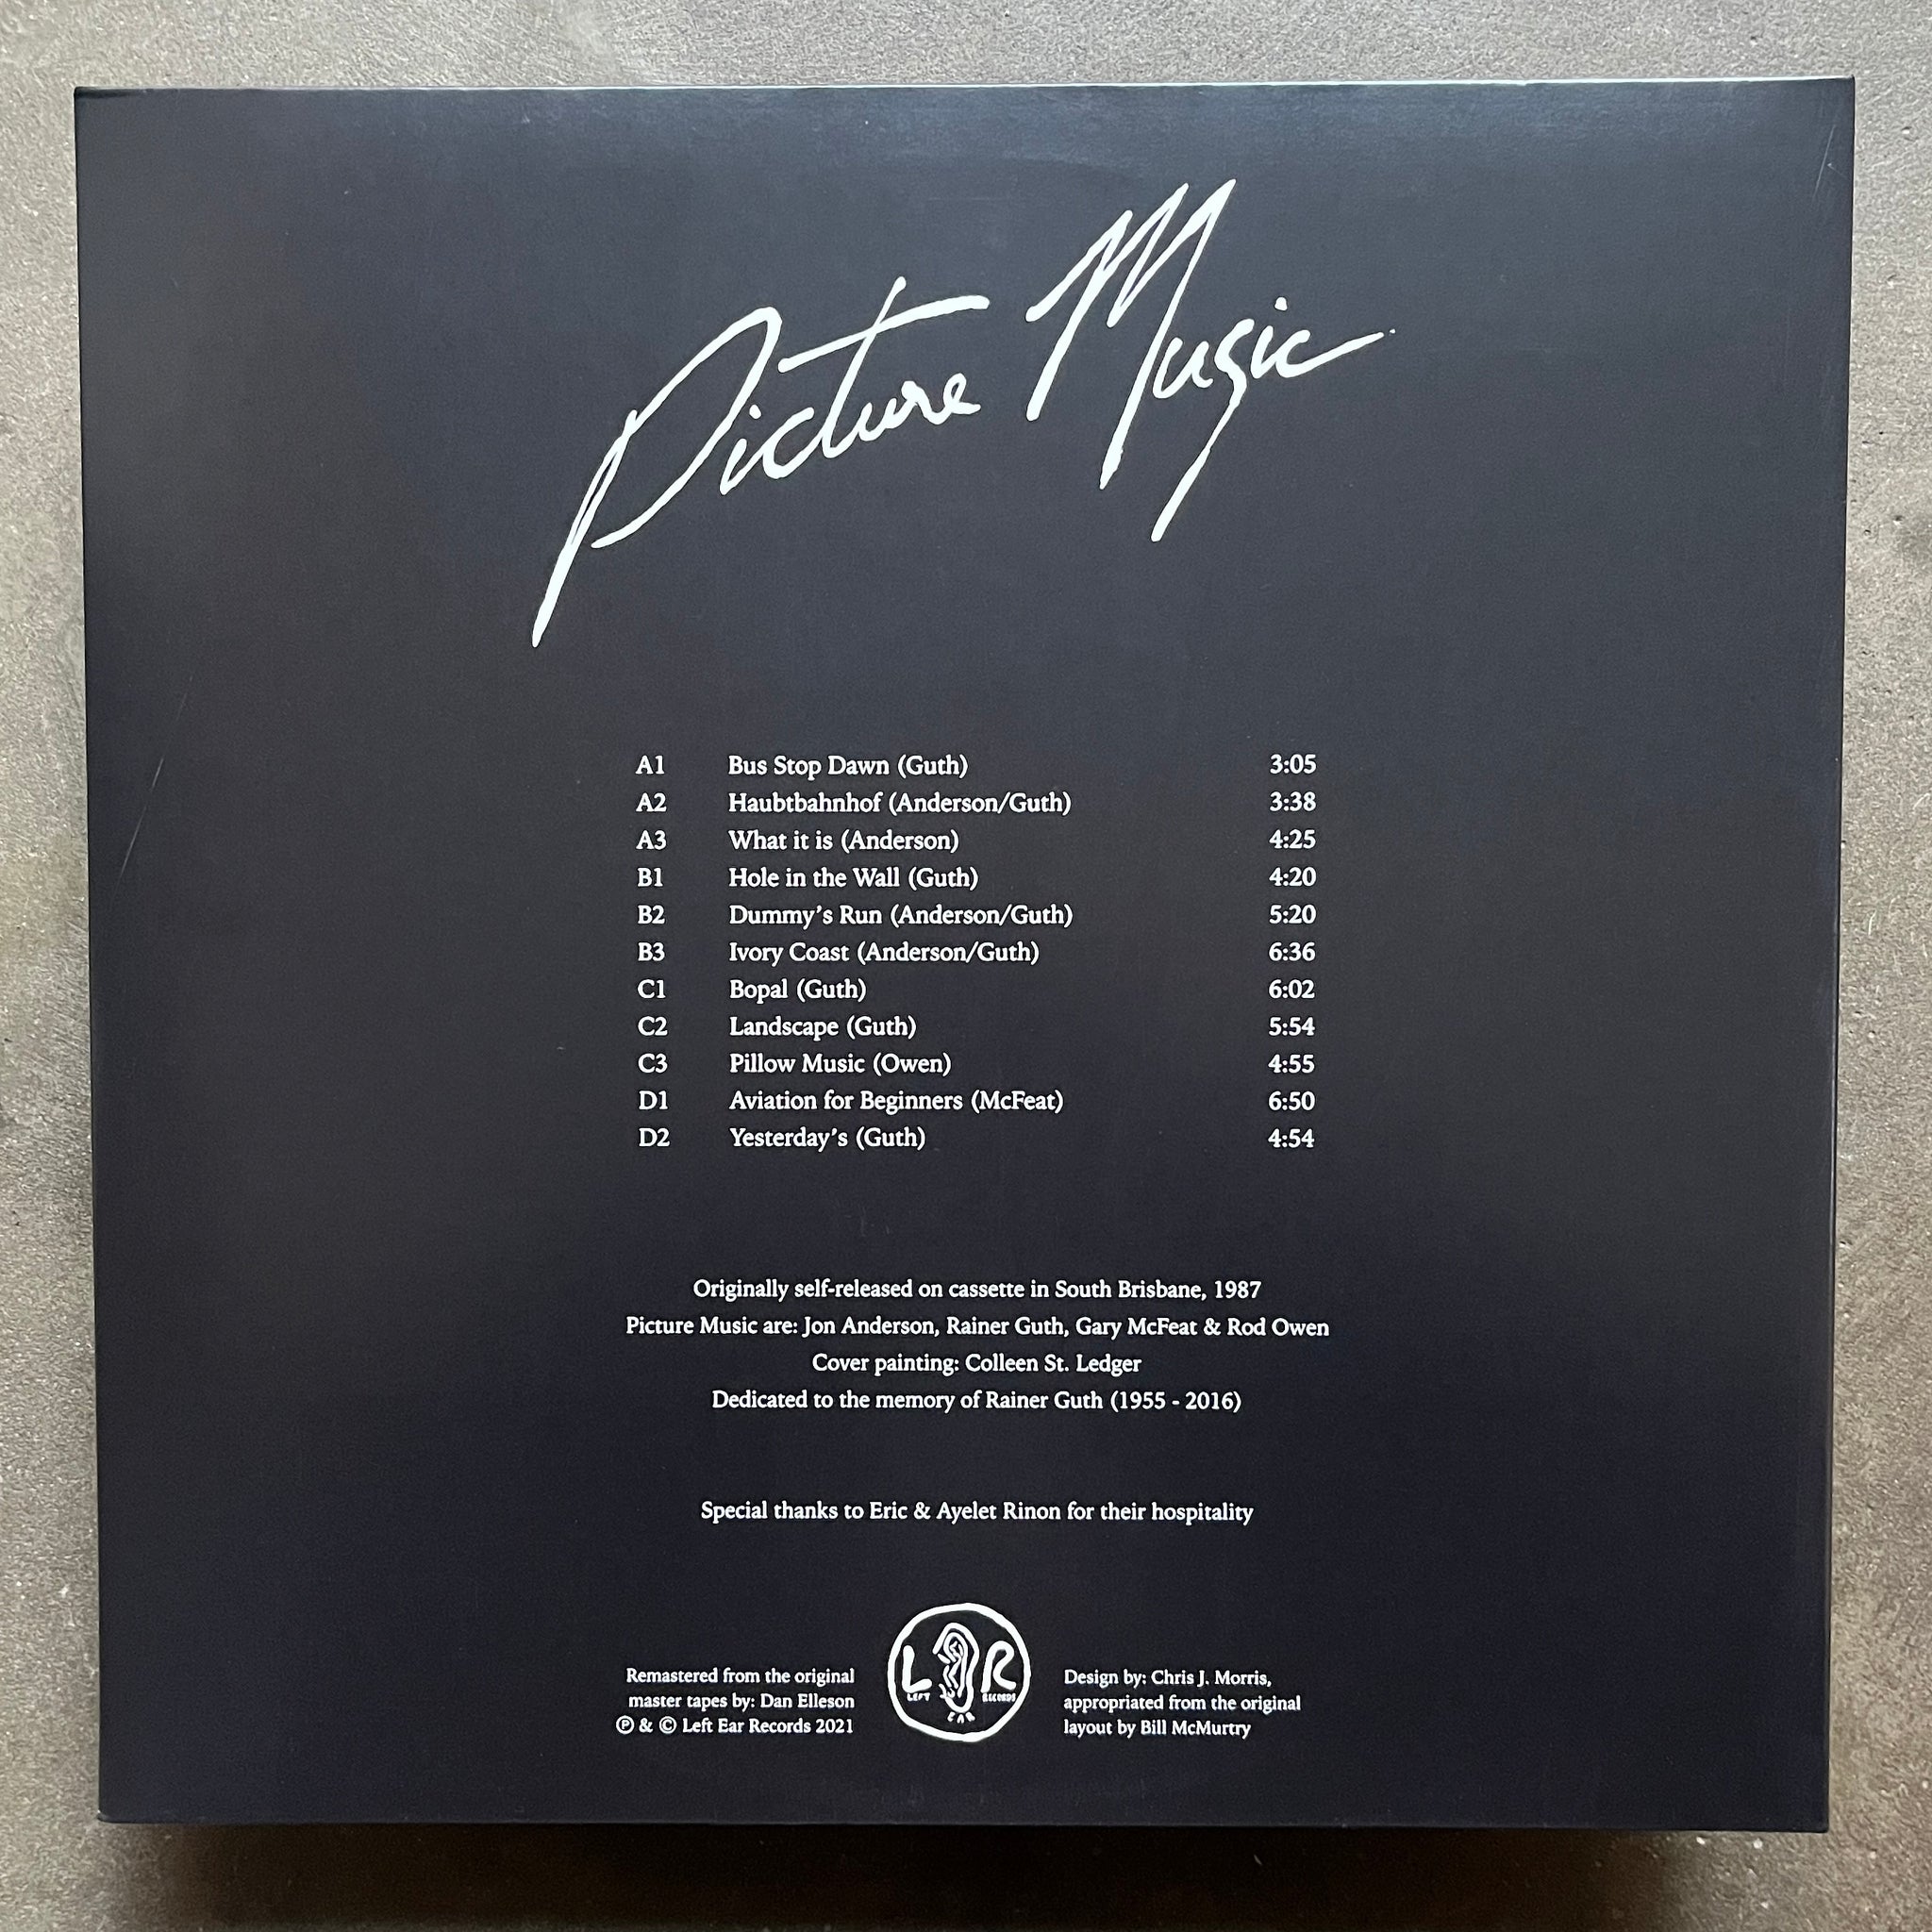 Picture Music
A1 Bus Stop Dawn (Guth) 3:05
A2 Haubtbahnhof (Anderson/Guth) 3:38
A3 What it is (Anderson) 4:25
B1 Hole in the Wall (Guth) 4:20
B2 Dummy’s Run (Anderson/Guth) 5:20
B3 Ivory Coast (Anderson/Guth) 6:36
C1 Bopal (Guth) 6:02
C2 Landscape (Guth) 5:54
C3 Pillow Music (Owen) 4:55
D1 Aviation for Beginners (McFeat) 6:50
D2 Yesterday’s (Guth) 4:54
Originally self-released on cassette in South Brisbane, 1987
Picture Music are: Jon Anderson, Rainer Guth, Gary McFeat & Rod Owen
Cover painting: Colleen St. Ledger
Dedicated to the memory of Rainer Guth (1955 - 2016)
Special thanks to Eric & Ayelet Rinon for their hospitality
Remastered from the original
master tapes by: Dan Elleson
℗ & © Left Ear Records 2021
L R
LEFT RECORDS
EAR
Design by: Chris J. Morris,
appropriated from the original
layout by Bill McMurtry